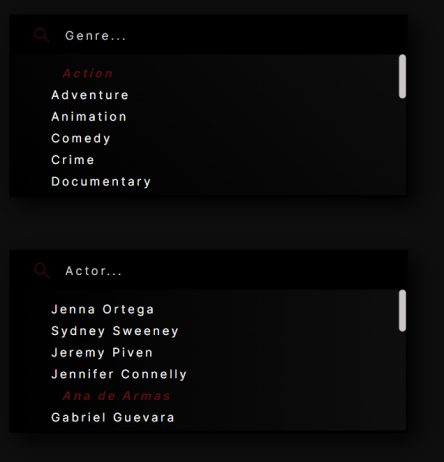 Genre...
Action
Adventure
Animation
Comedy
Crime
Documentary
Actor...
Jenna Ortega
Sydney Sweeney
Jeremy Piven
Jennifer Connelly
Ana de Armas
Gabriel Guevara